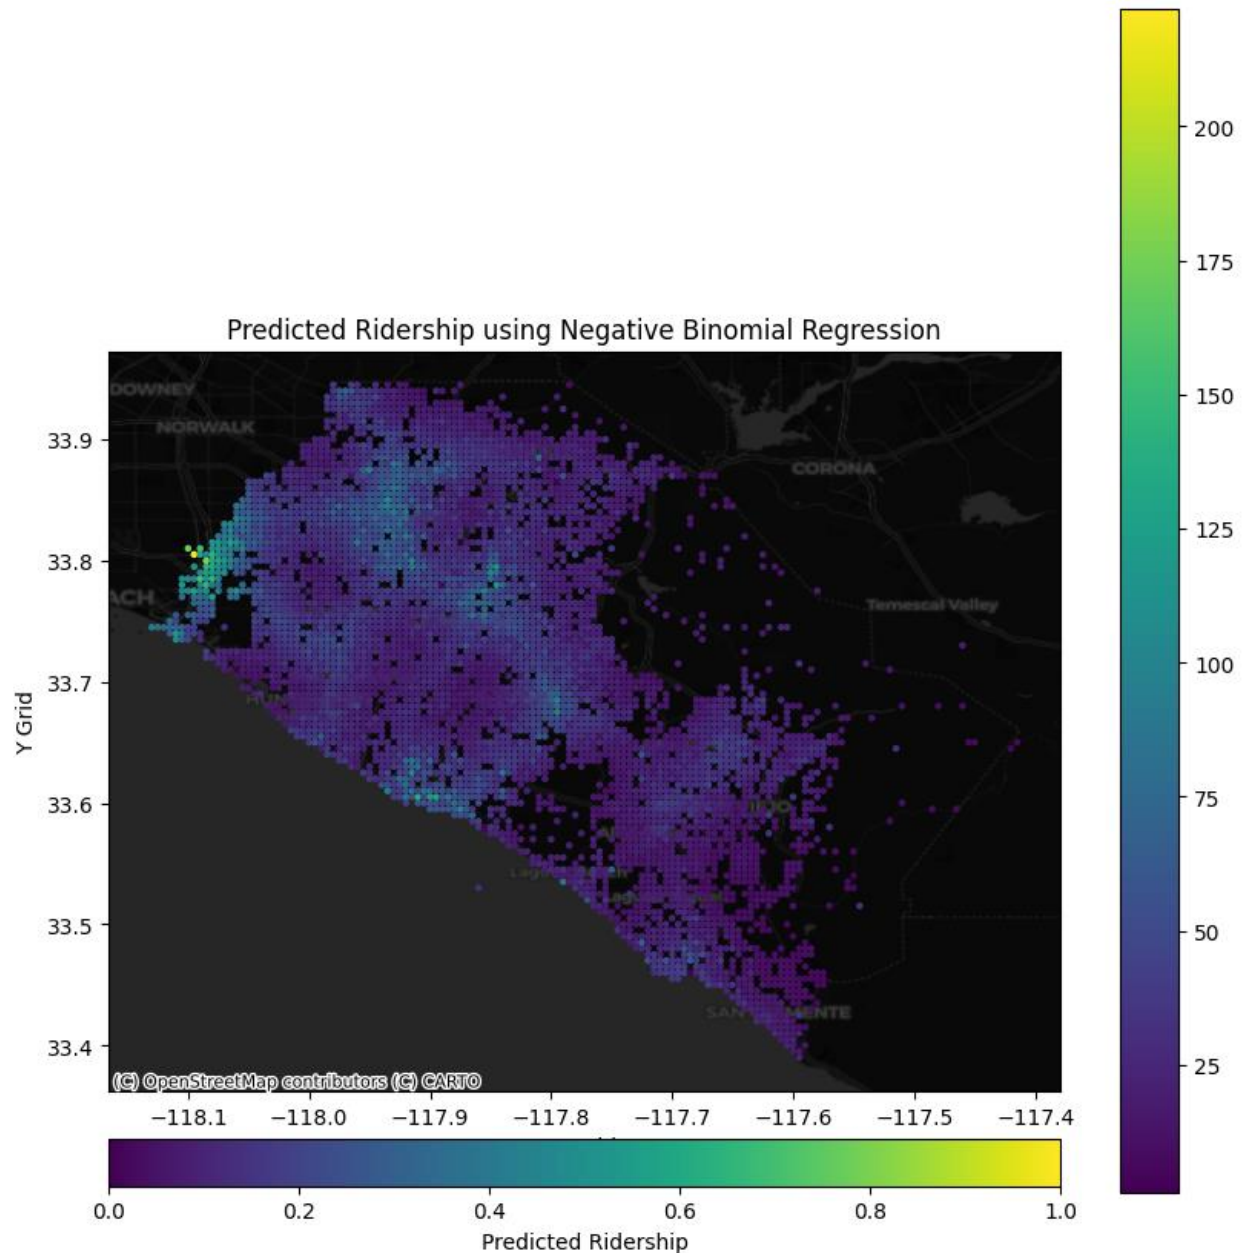 200
175
150
125
100
75
50
25
Predicted Ridership using Negative Binomial Regression
DOWNEY
NORWALK
CORONA
ACH
Temescal Valley
SAN MENTE
33.9
33.8
33.7
33.6
33.5
33.4
Y Grid
(C) OpenStreetMap contributors (C) CARTO
−118.1 −118.0 −117.9 −117.8 −117.7 −117.6 −117.5 −117.4
0.0 0.2 0.4 0.6 0.8 1.0
Predicted Ridership